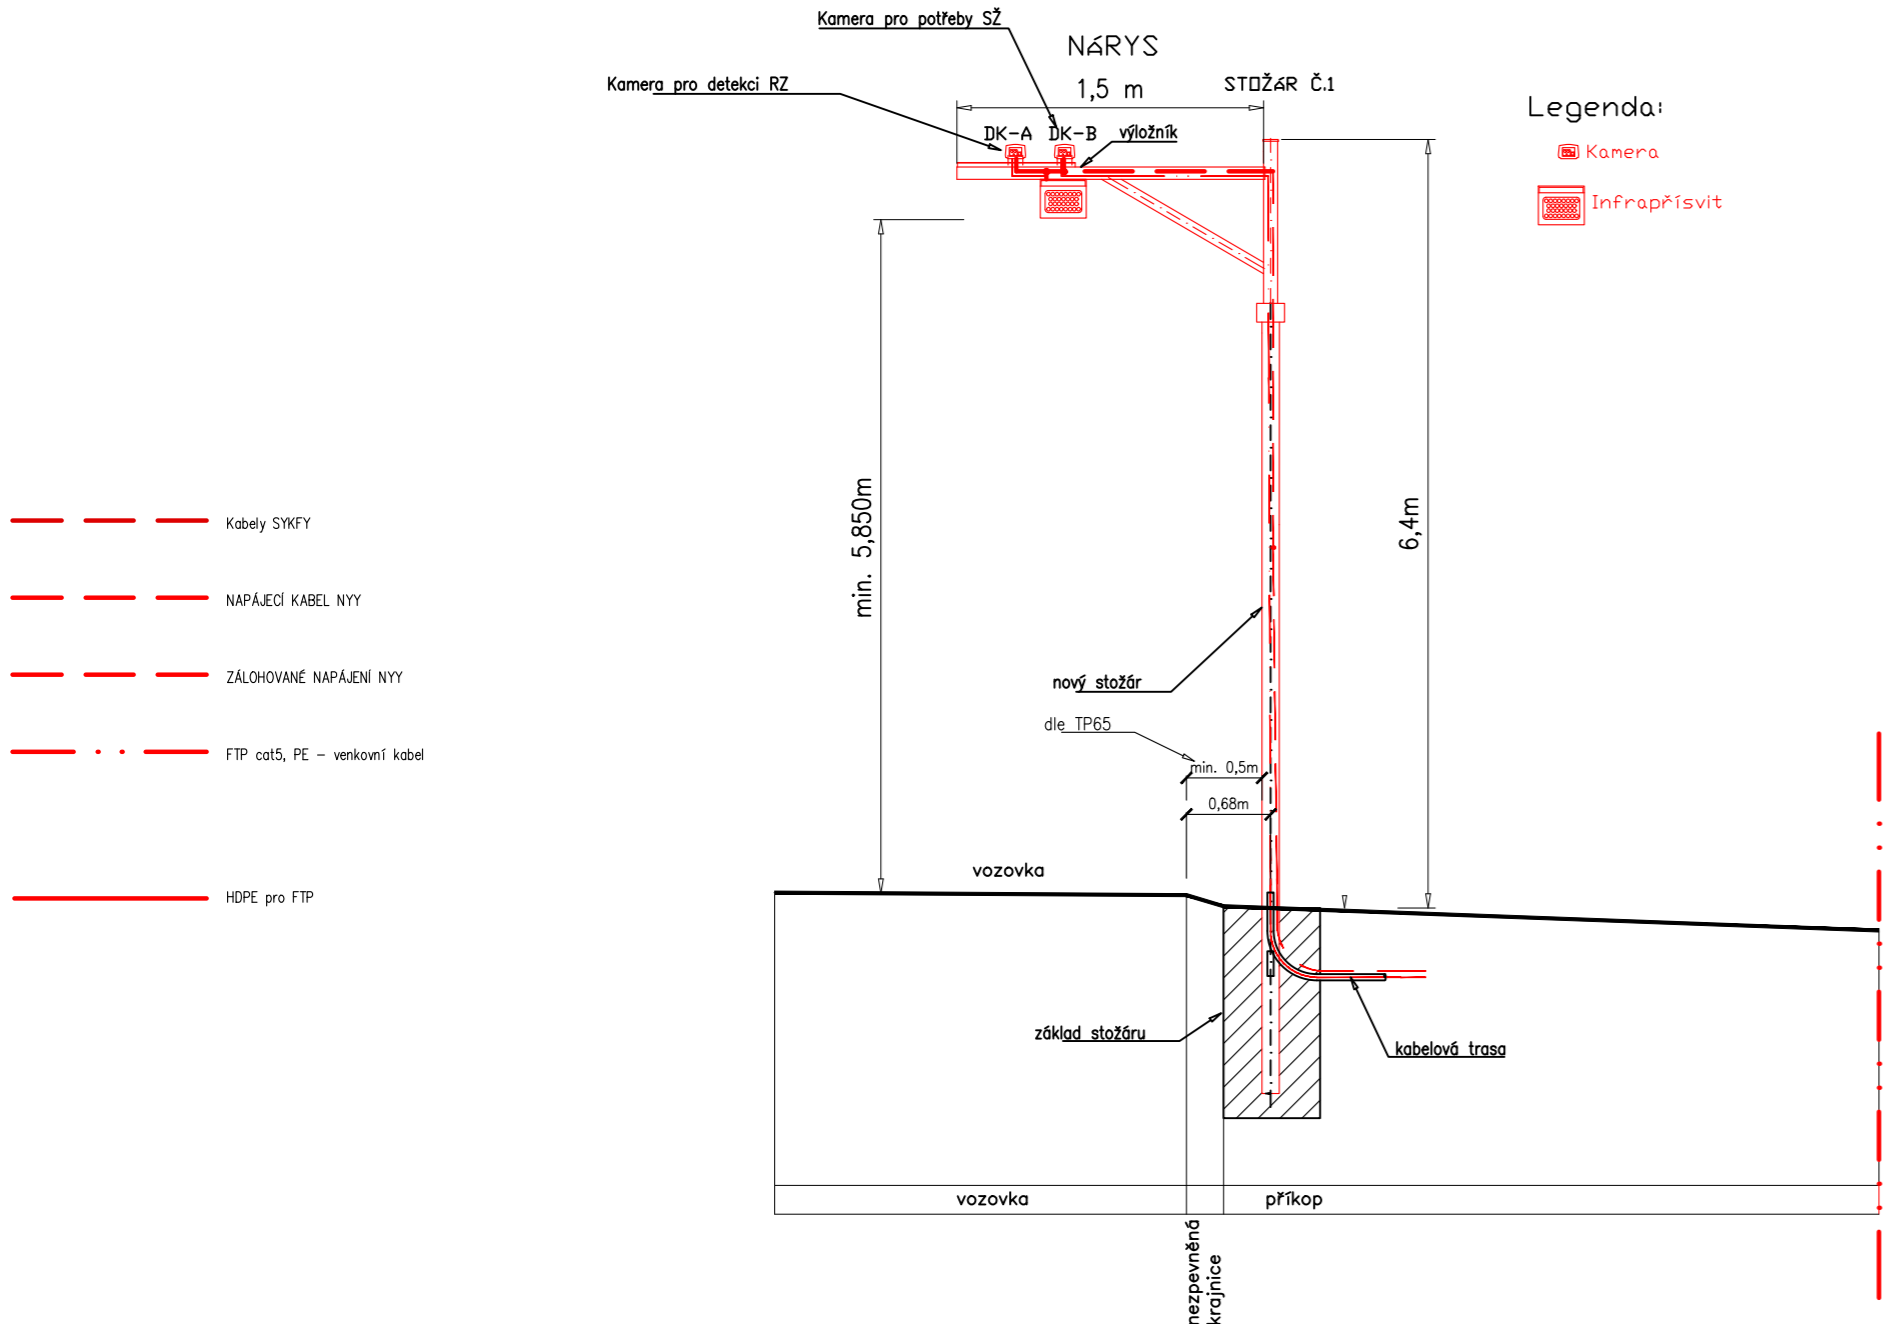 Kamera pro potřeby SŽ
NÁRYS
Kamera pro detekci RZ
1,5 m
STOŽÁR Č.1
Legenda:
DK-A
DK-B
výložník
Kamera
Infrapřísvit
min. 5,850m
6,4m
Kabely SYKFY
NAPÁJECÍ KABEL NYY
ZÁLOHOVANÉ NAPÁJENÍ NYY
FTP cat5, PE – venkovní kabel
HDPE pro FTP
nový stožár
dle TP65
min. 0,5m
0,68m
vozovka
základ stožáru
kabelová trasa
vozovka
příkop
nezpevněná
krajnice